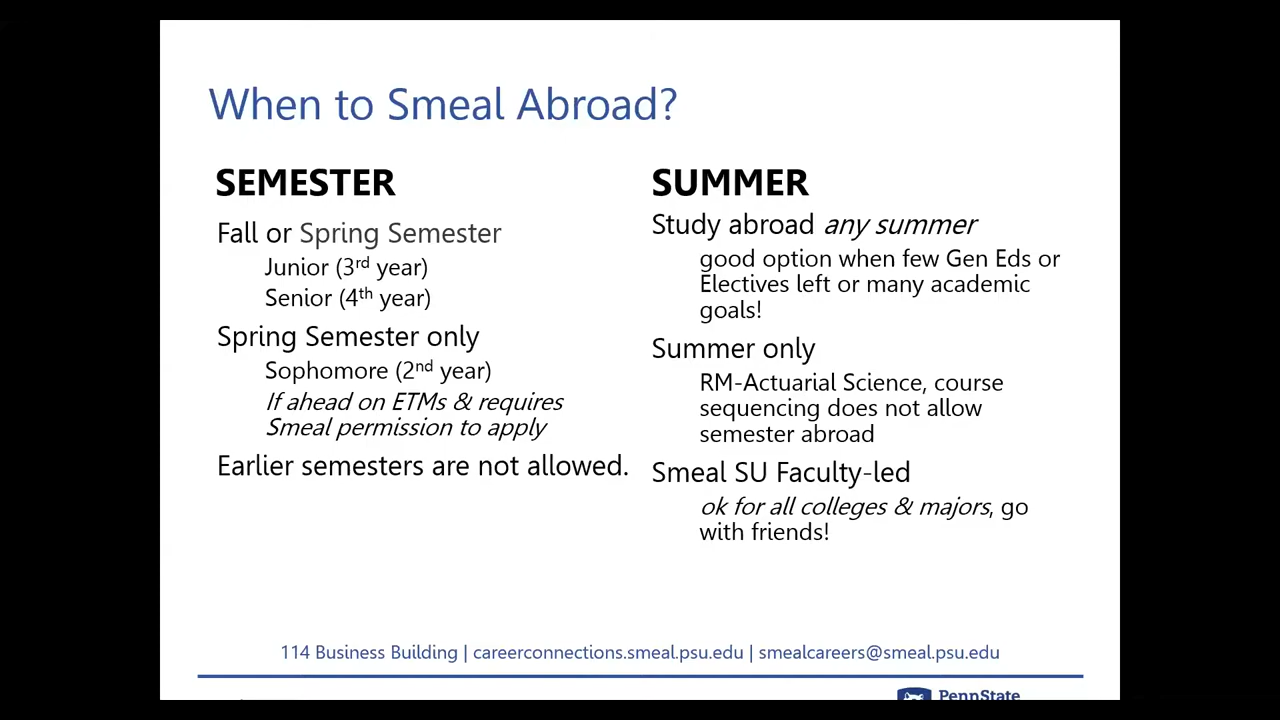 When to Smeal Abroad?
SEMESTER
Fall or Spring Semester
Junior (3rd year)
Senior (4th year)
Spring Semester only
Sophomore (2nd year)
If ahead on ETMs & requires
Smeal permission to apply
Earlier semesters are not allowed.
SUMMER
Study abroad any summer
good option when few Gen Eds or
Electives left or many academic
goals!
Summer only
RM-Actuarial Science, course
sequencing does not allow
semester abroad
Smeal SU Faculty-led
ok for all colleges & majors, go
with friends!
114 Business Building | careerconnections.smeal.psu.edu | smealcareers@smeal.psu.edu
PennState